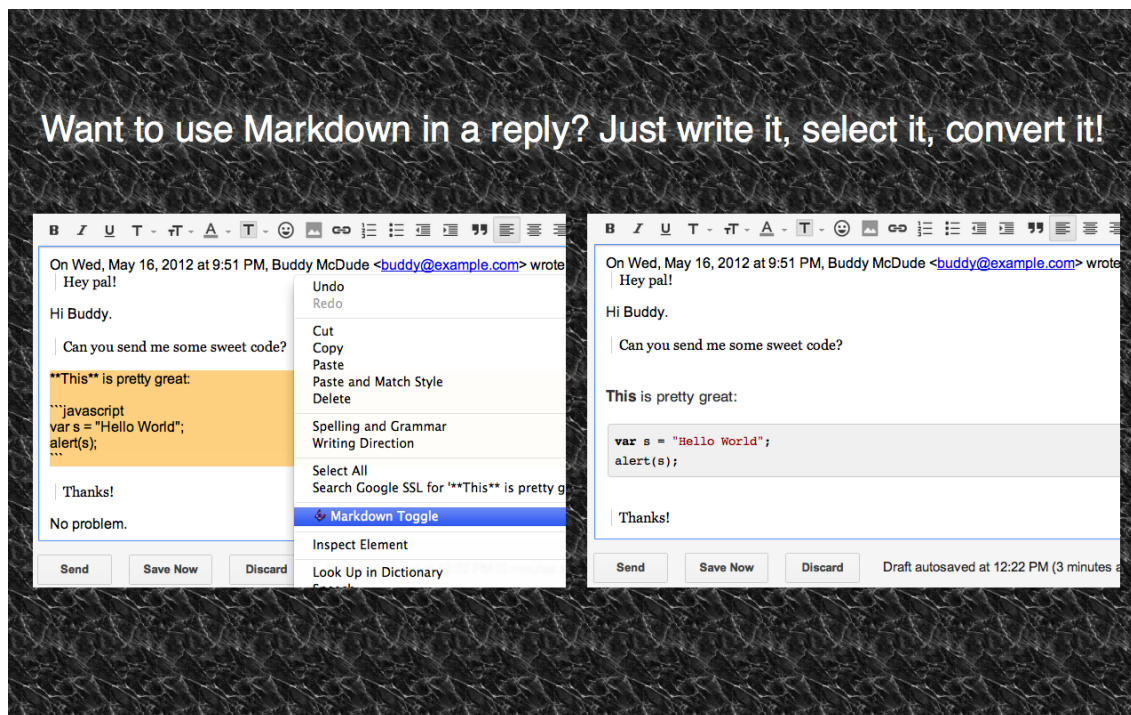 Want to use Markdown in a reply? Just write it, select it, convert it!
B I U T - тT - A - T -
On Wed, May 16, 2012 at 9:51 PM, Buddy McDude <buddy@example.com> wrote
Hey pal!
Hi Buddy.
Can you send me some sweet code?
**This** is pretty great:
```javascript
var s = "Hello World";
alert(s);
```
Thanks!
No problem.
Send Save Now Discard
Undo
Redo
Cut
Copy
Paste
Paste and Match Style
Delete
Spelling and Grammar
Writing Direction
Select All
Search Google SSL for '**This** is pretty g
Markdown Toggle
Inspect Element
Look Up in Dictionary
B I U T - тT - A - T -
On Wed, May 16, 2012 at 9:51 PM, Buddy McDude <buddy@example.com> wrote
Hey pal!
Hi Buddy.
Can you send me some sweet code?
This is pretty great:
var s = "Hello World";
alert(s);
Thanks!
Send Save Now Discard Draft autosaved at 12:22 PM (3 minutes a